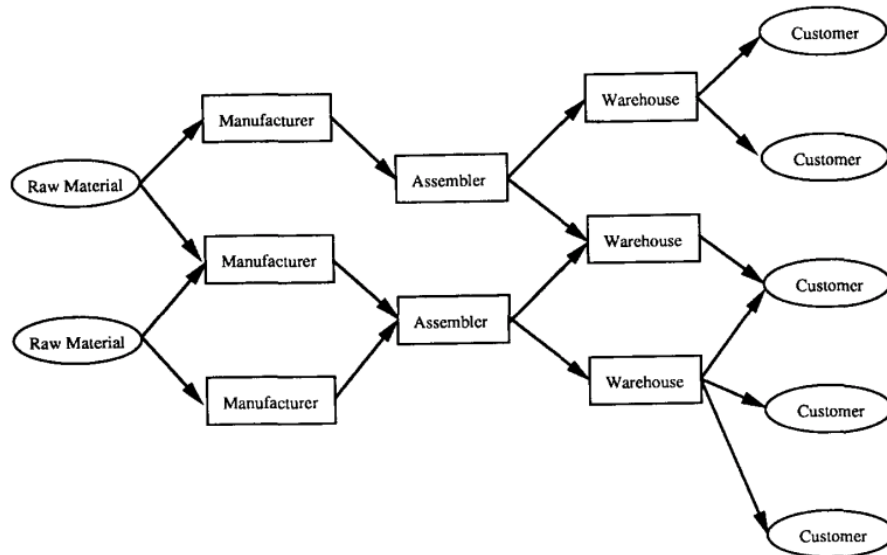 Customer
Manufacturer
Warehouse
Customer
Raw Material
Assembler
Manufacturer
Warehouse
Customer
Raw Material
Assembler
Manufacturer
Warehouse
Customer
Customer